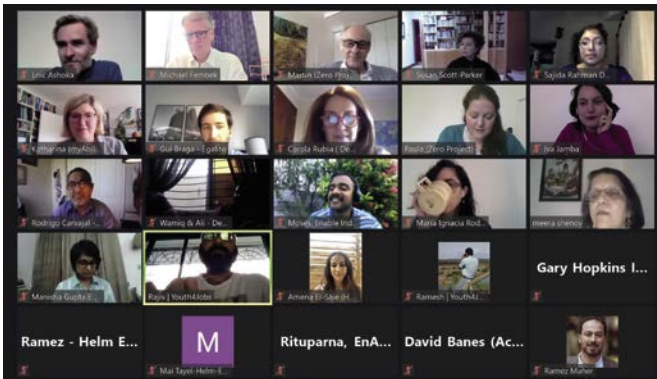 Loic Ashoka
Michael Fembek
Martin (Zero Proj...
Susan Scott-Parker
Sajida Rahman D...
Katharina (myAbil...
Gui Braga - Egalite
Carola Rubia ( De...
Paula (Zero Project)
Iva Jamba
Rodrigo Carvajal -...
Wamiq & Ali - De...
Moses, Enable Ind...
Maria Ignacia Rod...
meera shenoy
Manisha Gupta E...
Rajiv | Youth4Jobs
Amena El-Saie (H...
Ramesh | Youth4J...
Gary Hopkins I...
Ramez - Helm E...
M
Mai Tayel-Helm-E...
Rituparna, EnA...
David Banes (Ac...
Ramez Maher